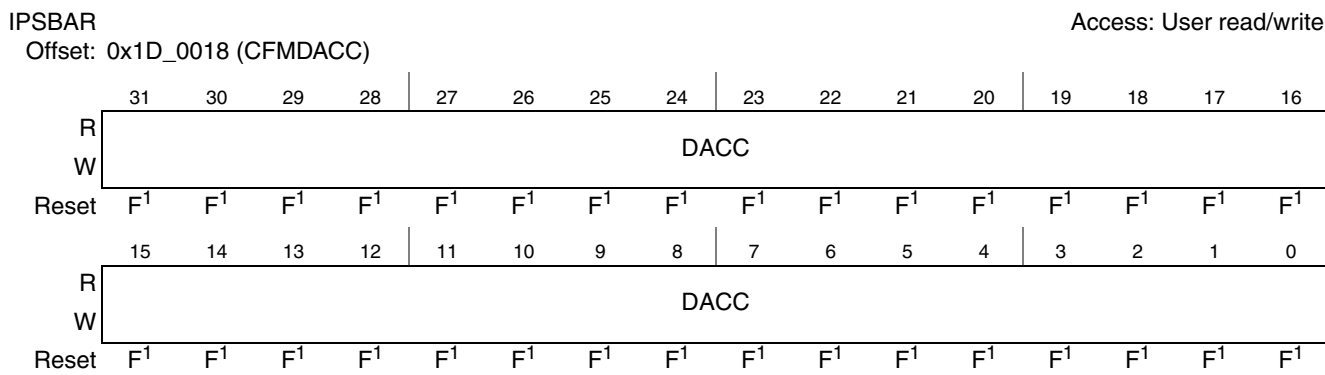 IPSBAR Access: User read/write
Offset: 0x1D_0018 (CFMDACC)
31 30 29 28 27 26 25 24 23 22 21 20 19 18 17 16
R
DACC
W
Reset F1 F1 F1 F1 F1 F1 F1 F1 F1 F1 F1 F1 F1 F1 F1 F1
15 14 13 12 11 10 9 8 7 6 5 4 3 2 1 0
R
DACC
W
Reset F1 F1 F1 F1 F1 F1 F1 F1 F1 F1 F1 F1 F1 F1 F1 F1